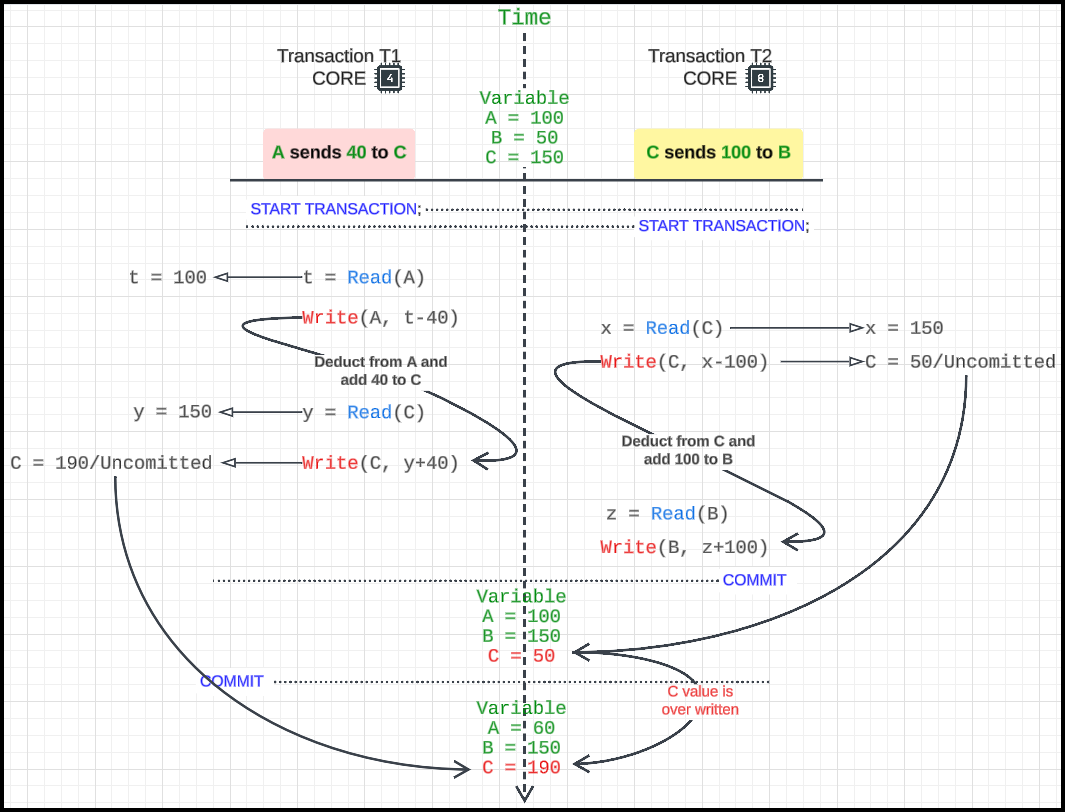 Time
Transaction T1
CORE 4
Transaction T2
CORE 8
Variable
A = 100
B = 50
C = 150
A sends 40 to C
C sends 100 to B
START TRANSACTION;
START TRANSACTION;
t = 100
t = Read(A)
Write(A, t-40)
x = Read(C)
x = 150
Write(C, x-100)
C = 50/Uncomitted
Deduct from A and
add 40 to C
y = 150
y = Read(C)
C = 190/Uncomitted
Write(C, y+40)
Deduct from C and
add 100 to B
z = Read(B)
Write(B, z+100)
COMMIT
Variable
A = 100
B = 150
C = 50
COMMIT
C value is
over written
Variable
A = 60
B = 150
C = 190